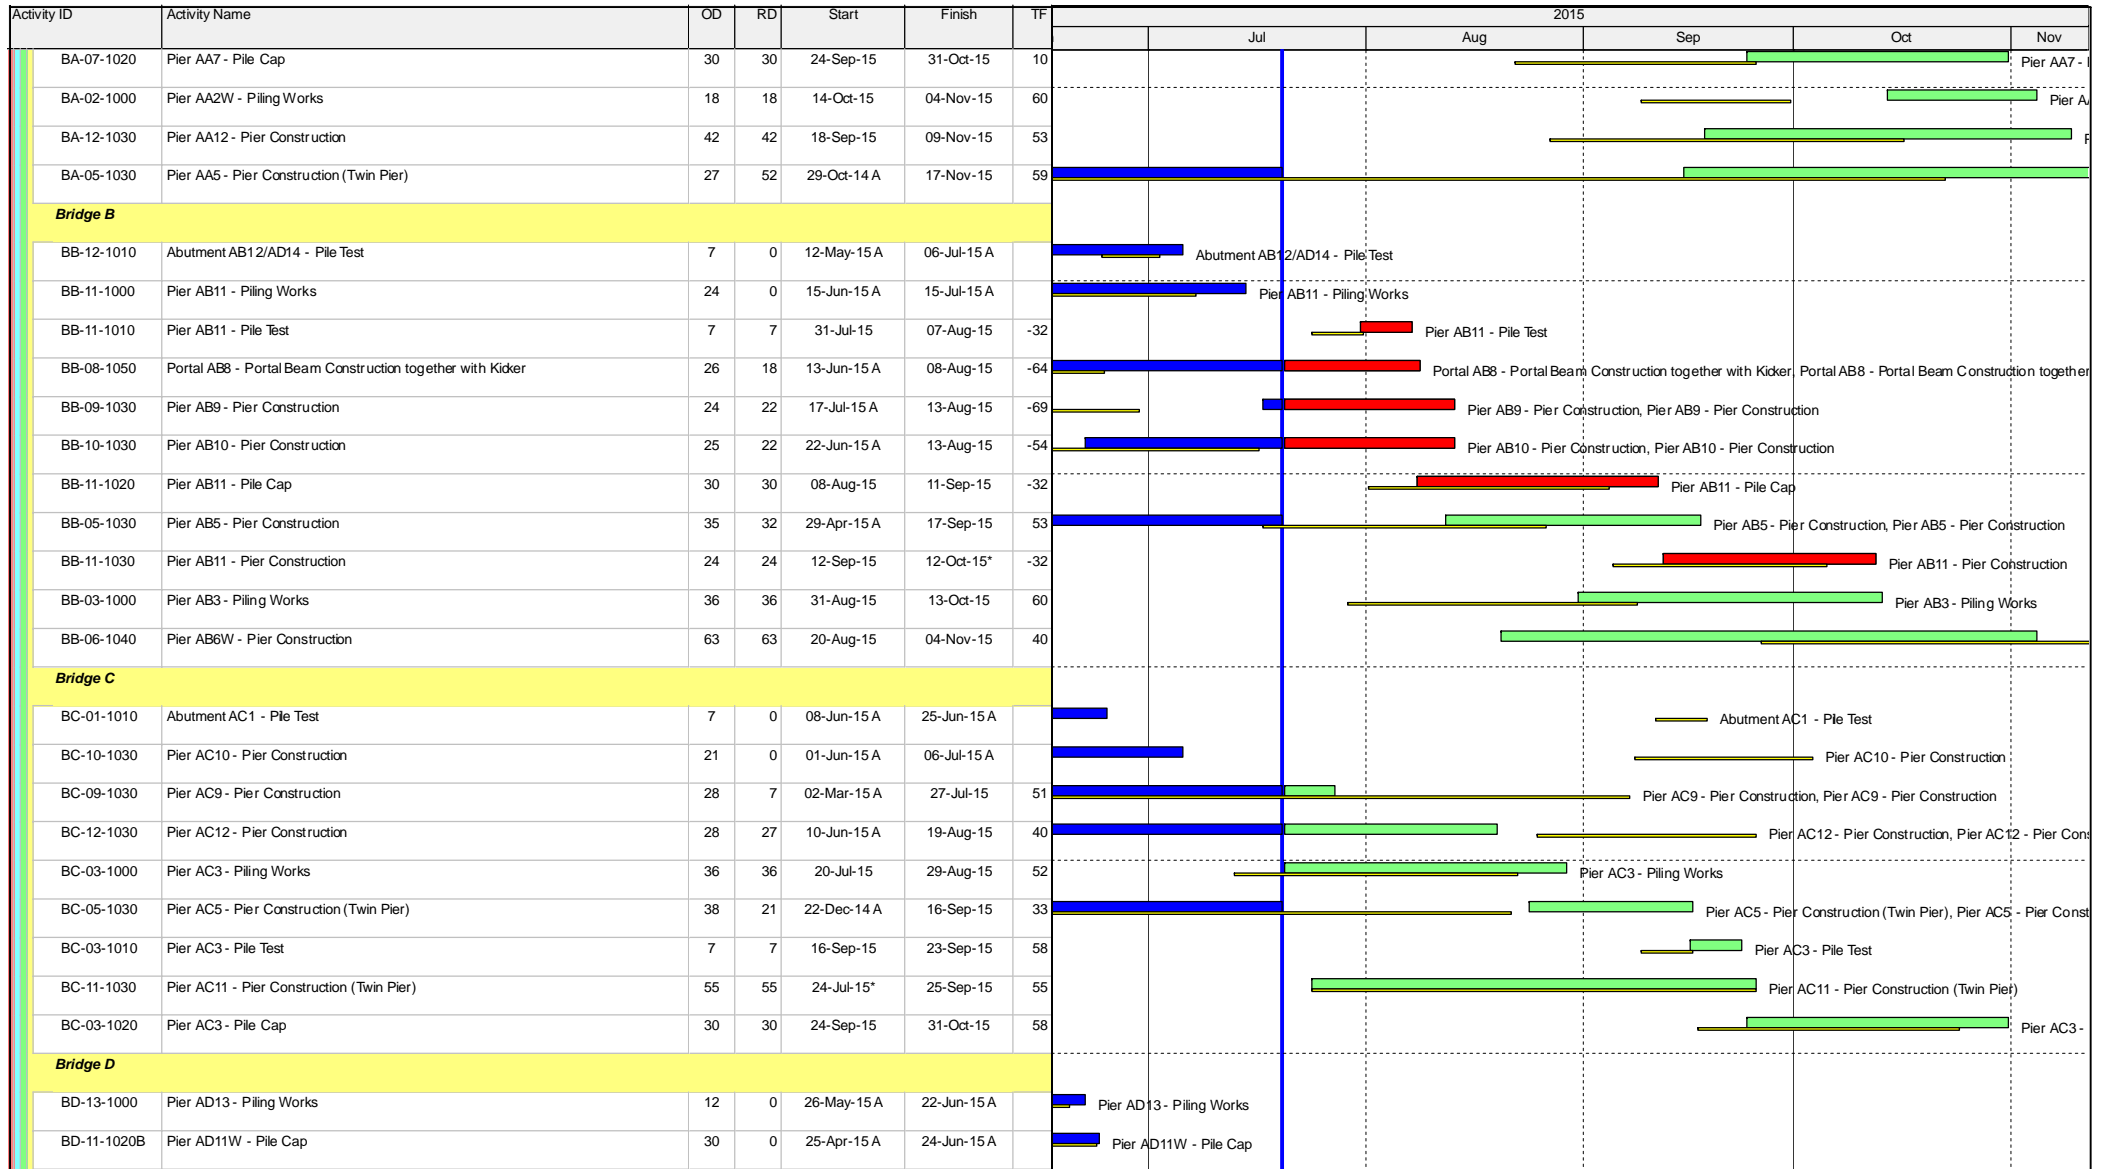 Activity ID Activity Name OD RD Start Finish TF 2015
Jul Aug Sep Oct Nov
BA-07-1020 Pier AA7 - Pile Cap 30 30 24-Sep-15 31-Oct-15 10 Pier AA7 -
BA-02-1000 Pier AA2W - Piling Works 18 18 14-Oct-15 04-Nov-15 60 Pier A
BA-12-1030 Pier AA12 - Pier Construction 42 42 18-Sep-15 09-Nov-15 53
BA-05-1030 Pier AA5 - Pier Construction (Twin Pier) 27 52 29-Oct-14 A 17-Nov-15 59
Bridge B
BB-12-1010 Abutment AB12/AD14 - Pile Test 7 0 12-May-15 A 06-Jul-15 A Abutment AB12/AD14 - Pile Test
BB-11-1000 Pier AB11 - Piling Works 24 0 15-Jun-15 A 15-Jul-15 A Pier AB11 - Piling Works
BB-11-1010 Pier AB11 - Pile Test 7 7 31-Jul-15 07-Aug-15 -32 Pier AB11 - Pile Test
BB-08-1050 Portal AB8 - Portal Beam Construction together with Kicker 26 18 13-Jun-15 A 08-Aug-15 -64 Portal AB8 - Portal Beam Construction together with Kicker, Portal AB8 - Portal Beam Construction together
BB-09-1030 Pier AB9 - Pier Construction 24 22 17-Jul-15 A 13-Aug-15 -69 Pier AB9 - Pier Construction, Pier AB9 - Pier Construction
BB-10-1030 Pier AB10 - Pier Construction 25 22 22-Jun-15 A 13-Aug-15 -54 Pier AB10 - Pier Construction, Pier AB10 - Pier Construction
BB-11-1020 Pier AB11 - Pile Cap 30 30 08-Aug-15 11-Sep-15 -32 Pier AB11 - Pile Cap
BB-05-1030 Pier AB5 - Pier Construction 35 32 29-Apr-15 A 17-Sep-15 53 Pier AB5 - Pier Construction, Pier AB5 - Pier Construction
BB-11-1030 Pier AB11 - Pier Construction 24 24 12-Sep-15 12-Oct-15* -32 Pier AB11 - Pier Construction
BB-03-1000 Pier AB3 - Piling Works 36 36 31-Aug-15 13-Oct-15 60 Pier AB3 - Piling Works
BB-06-1040 Pier AB6W - Pier Construction 63 63 20-Aug-15 04-Nov-15 40
Bridge C
BC-01-1010 Abutment AC1 - Pile Test 7 0 08-Jun-15 A 25-Jun-15 A Abutment AC1 - Pile Test
BC-10-1030 Pier AC10 - Pier Construction 21 0 01-Jun-15 A 06-Jul-15 A Pier AC10 - Pier Construction
BC-09-1030 Pier AC9 - Pier Construction 28 7 02-Mar-15 A 27-Jul-15 51 Pier AC9 - Pier Construction, Pier AC9 - Pier Construction
BC-12-1030 Pier AC12 - Pier Construction 28 27 10-Jun-15 A 19-Aug-15 40 Pier AC12 - Pier Construction, Pier AC12 - Pier Cons
BC-03-1000 Pier AC3 - Piling Works 36 36 20-Jul-15 29-Aug-15 52 Pier AC3 - Piling Works
BC-05-1030 Pier AC5 - Pier Construction (Twin Pier) 38 21 22-Dec-14 A 16-Sep-15 33 Pier AC5 - Pier Construction (Twin Pier), Pier AC5 - Pier Const
BC-03-1010 Pier AC3 - Pile Test 7 7 16-Sep-15 23-Sep-15 58 Pier AC3 - Pile Test
BC-11-1030 Pier AC11 - Pier Construction (Twin Pier) 55 55 24-Jul-15* 25-Sep-15 55 Pier AC11 - Pier Construction (Twin Pier)
BC-03-1020 Pier AC3 - Pile Cap 30 30 24-Sep-15 31-Oct-15 58 Pier AC3 -
Bridge D
BD-13-1000 Pier AD13 - Piling Works 12 0 26-May-15 A 22-Jun-15 A Pier AD13 - Piling Works
BD-11-1020B Pier AD11W - Pile Cap 30 0 25-Apr-15 A 24-Jun-15 A Pier AD11W - Pile Cap